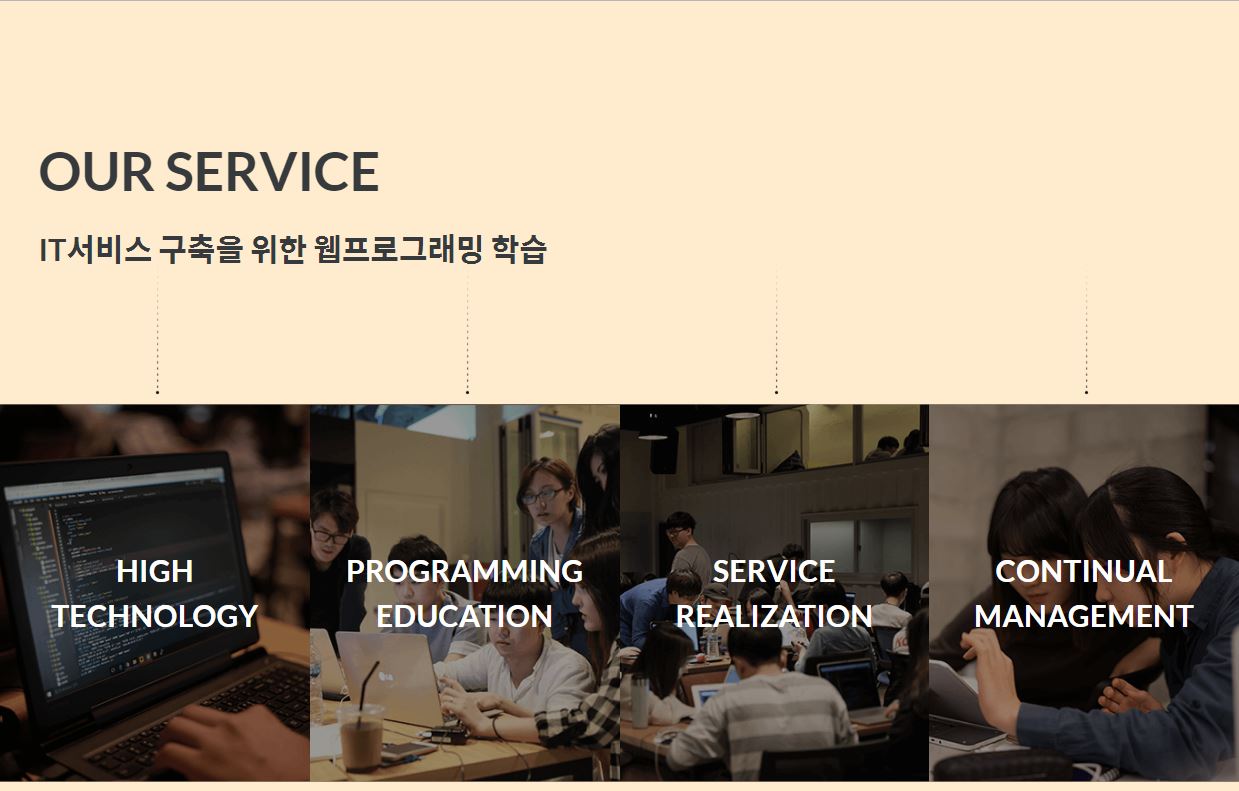 OUR SERVICE
IT서비스 구축을 위한 웹프로그래밍 학습
HIGH
TECHNOLOGY
PROGRAMMING
EDUCATION
SERVICE
REALIZATION
CONTINUAL
MANAGEMENT
LG